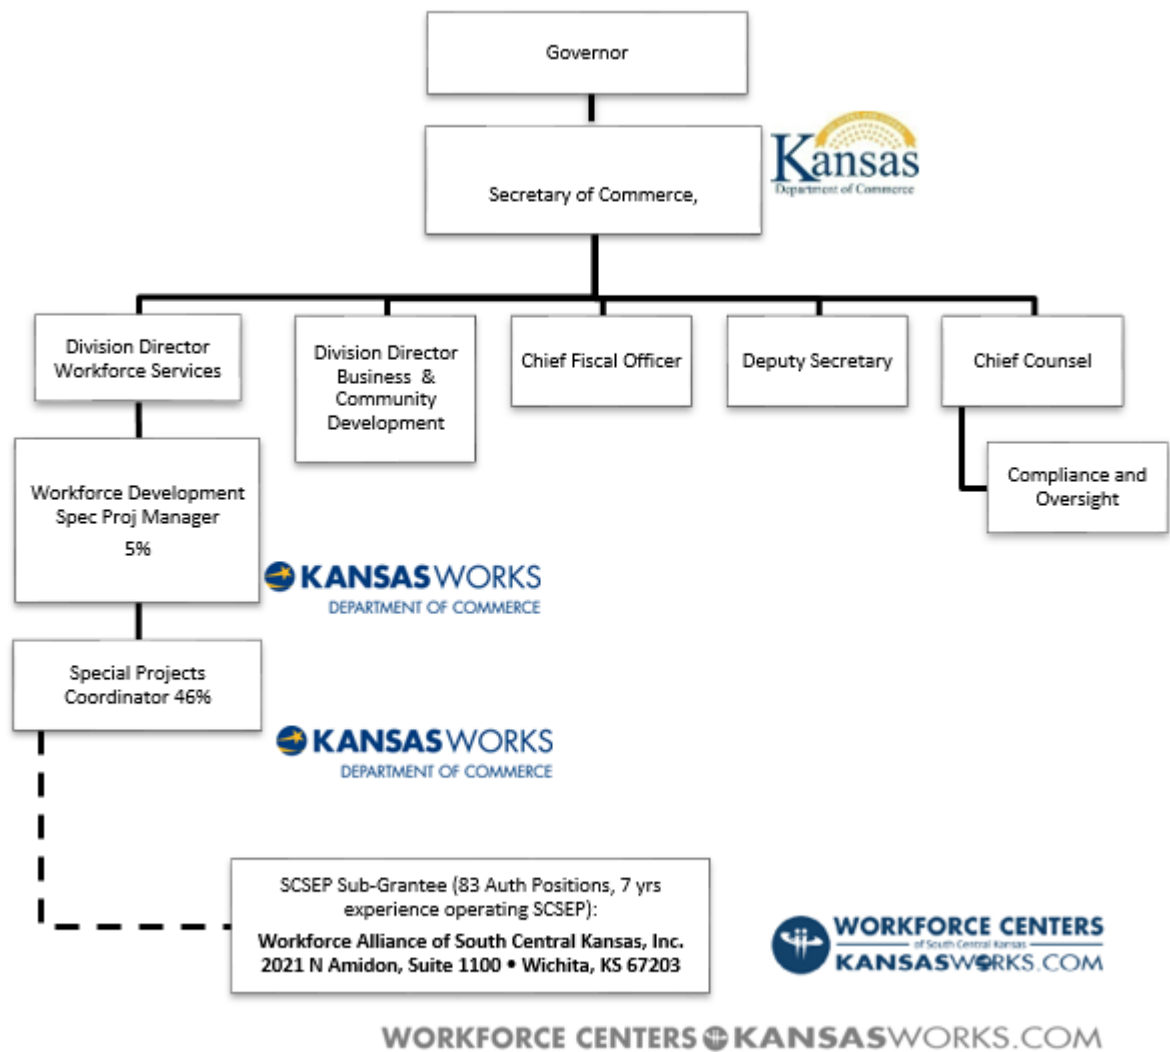 Governor
Kansas
Department of Commerce
Secretary of Commerce,
Division Director
Workforce Services
Division Director
Business &
Community
Development
Chief Fiscal Officer
Deputy Secretary
Chief Counsel
Compliance and
Oversight
Workforce Development
Spec Proj Manager
5%
KANSASWORKS
DEPARTMENT OF COMMERCE
Special Projects
Coordinator 46%
KANSASWORKS
DEPARTMENT OF COMMERCE
SCSEP Sub-Grantee (83 Auth Positions, 7 yrs
experience operating SCSEP):
Workforce Alliance of South Central Kansas, Inc.
2021 N Amidon, Suite 1100 • Wichita, KS 67203
WORKFORCE CENTERS
of South Central Kansas
KANSASWORKS.COM
WORKFORCE CENTERS KANSASWORKS.COM